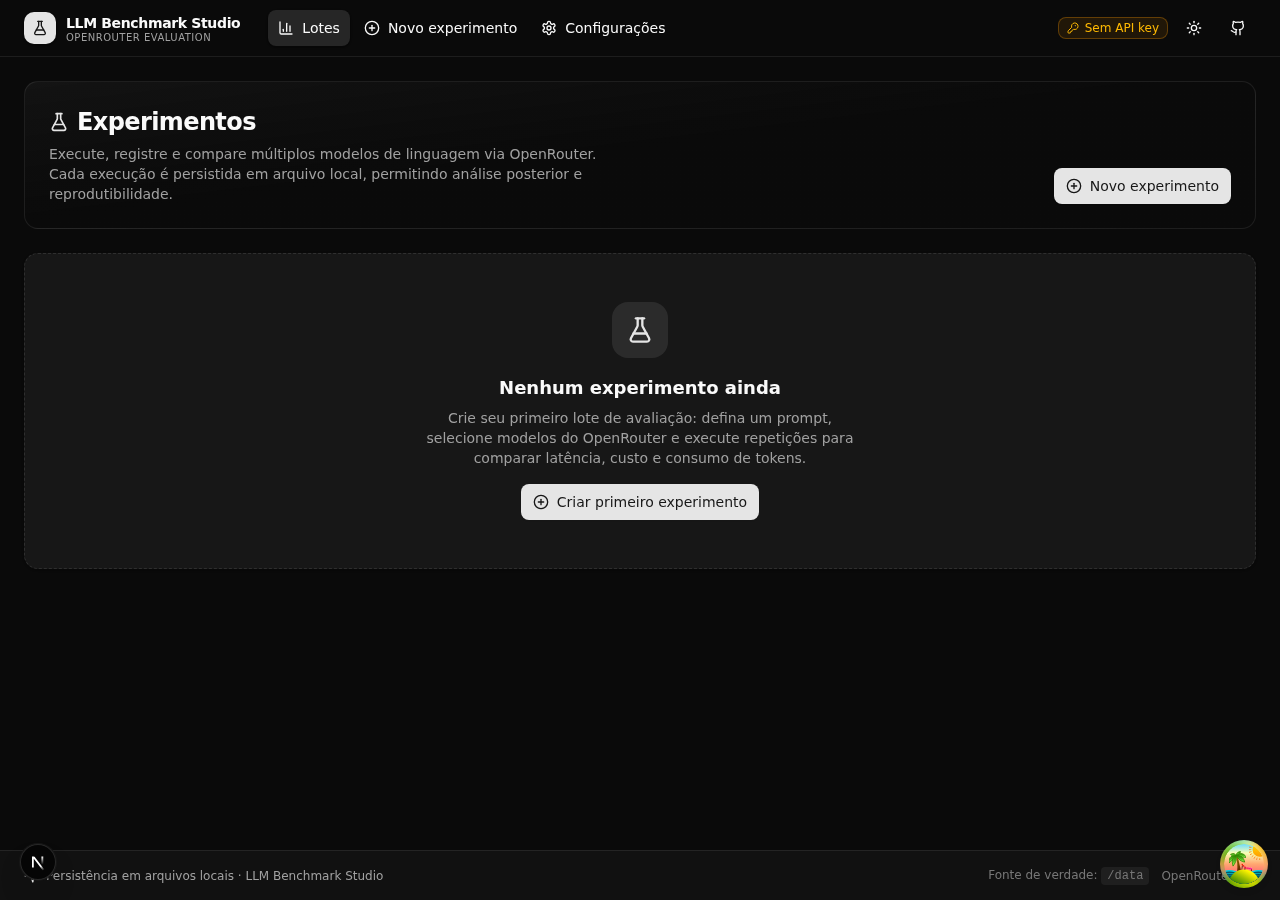 LLM Benchmark Studio
OPENROUTER EVALUATION
Lotes
Novo experimento
Configurações
Sem API key
Experimentos
Execute, registre e compare múltiplos modelos de linguagem via OpenRouter.
Cada execução é persistida em arquivo local, permitindo análise posterior e
reprodutibilidade.
Novo experimento
Nenhum experimento ainda
Crie seu primeiro lote de avaliação: defina um prompt,
selecione modelos do OpenRouter e execute repetições para
comparar latência, custo e consumo de tokens.
Criar primeiro experimento
N
Persistência em arquivos locais · LLM Benchmark Studio
Fonte de verdade: /data